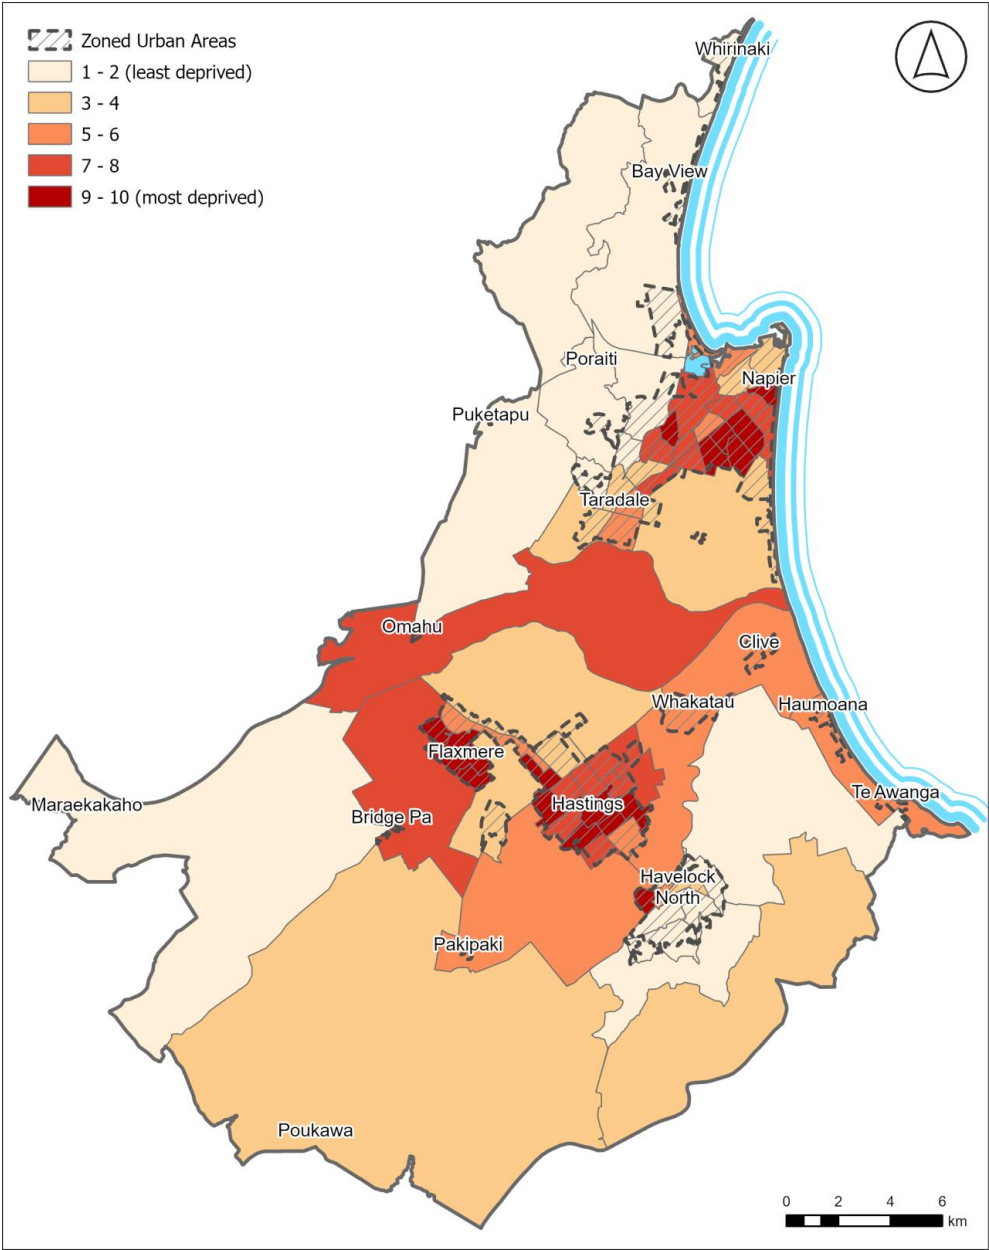 Zoned Urban Areas
1 - 2 (least deprived)
3 - 4
5 - 6
7 - 8
9 - 10 (most deprived)
Whirinaki
Bay View
Poraiti
Napier
Puketapu
Taradale
Omahu
Clive
Whakatau
Haumoana
Flaxmere
Te Awanga
Maraekakaho
Hastings
Bridge Pa
Havelock
North
Pakipaki
Poukawa
0 2 4 6
km